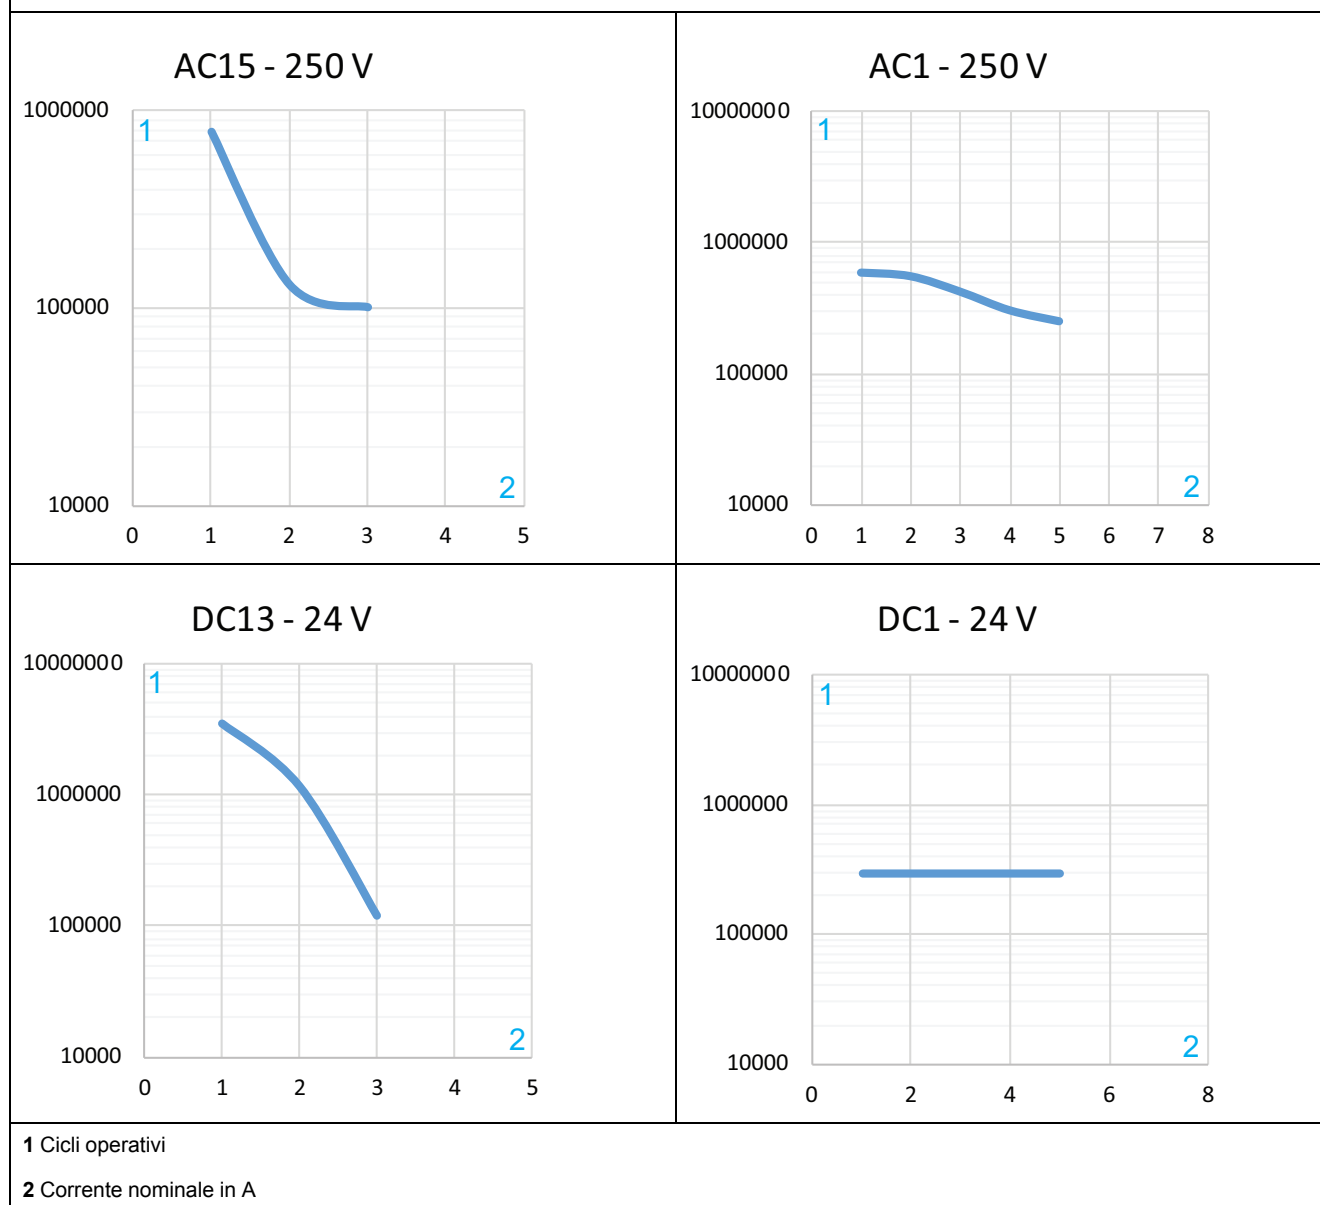 AC15 - 250 V
1000000
1
100000
10000
2
0 1 2 3 4 5
AC1 - 250 V
10000000
1
1000000
100000
10000
2
0 1 2 3 4 5 6 7 8
DC13 - 24 V
10000000
1
1000000
100000
10000
2
0 1 2 3 4 5
DC1 - 24 V
10000000
1
1000000
100000
10000
2
0 2 4 6 8
1 Cicli operativi
2 Corrente nominale in A